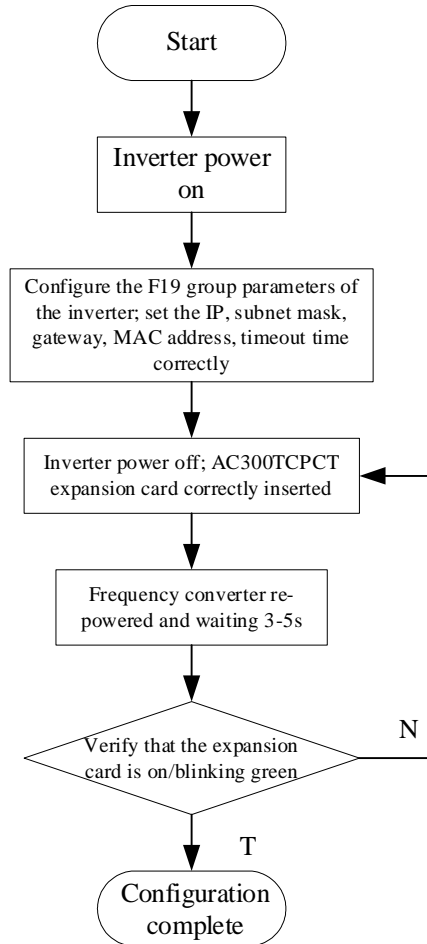 Start
Inverter power
on
Configure the F19 group parameters of
the inverter; set the IP, subnet mask,
gateway, MAC address, timeout time
correctly
Inverter power off; AC300TCPCT
expansion card correctly inserted
Frequency converter re-
powered and waiting 3-5s
Verify that the expansion
card is on/blinking green
N
T
Configuration
complete